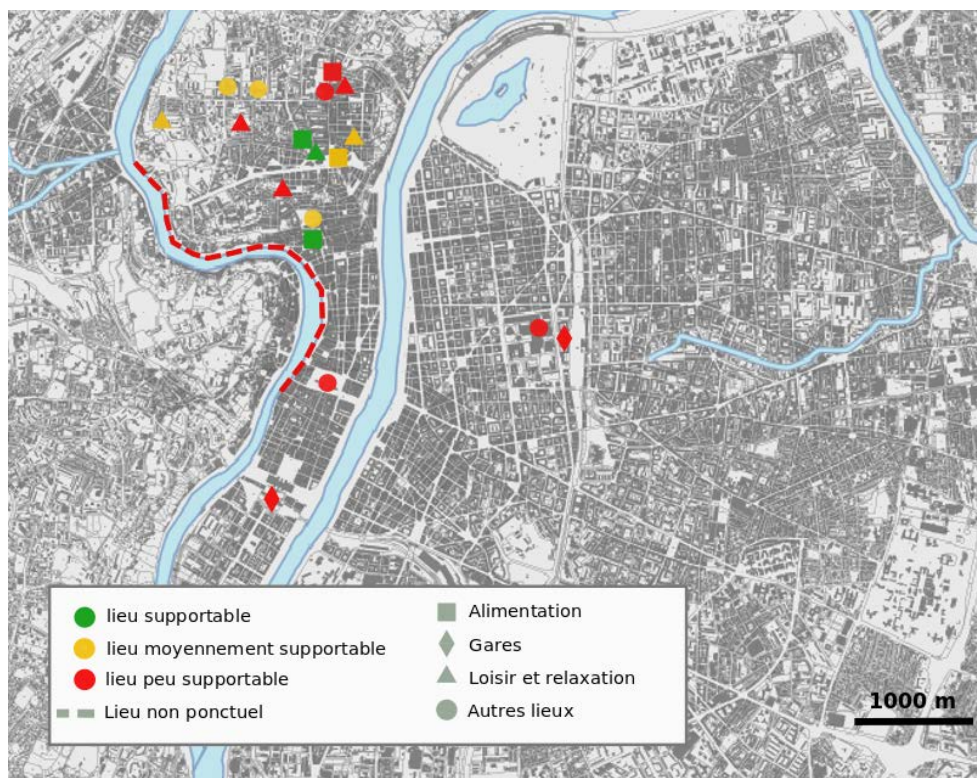 lieu supportable
lieu moyennement supportable
lieu peu supportable
Lieu non ponctuel
Alimentation
Gares
Loisir et relaxation
Autres lieux
1000 m